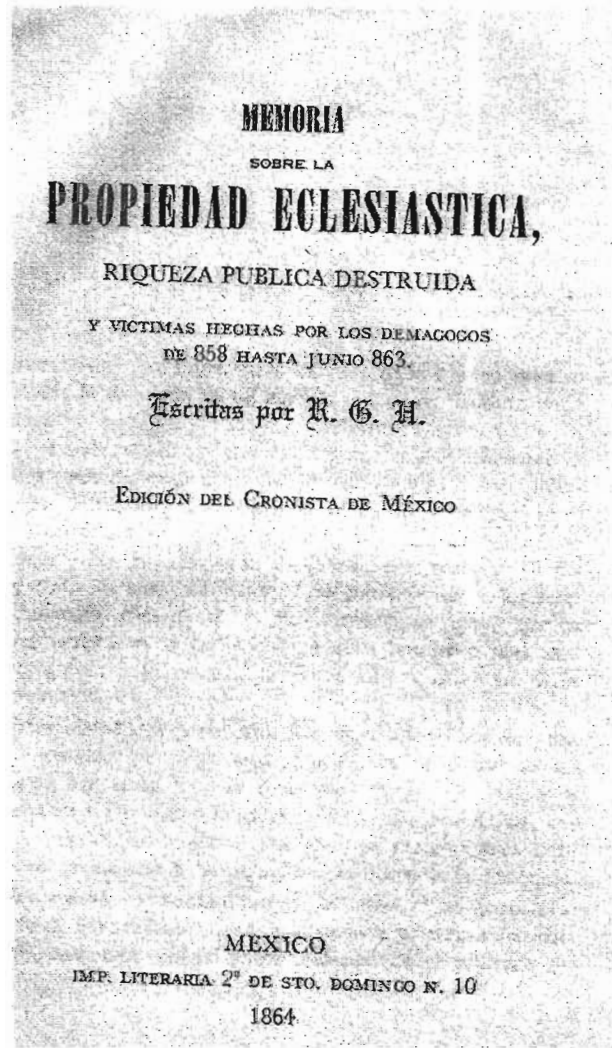 MEMORIA
SOBRE LA
PROPIEDAD ECLESIASTICA,
RIQUEZA PUBLICA DESTRUIDA
Y VICTIMAS HECHAS POR LOS DEMAGOGOS
DE 858 HASTA JUNIO 863.
Escritas por R. G. H.
EDICIÓN DEL CRONISTA DE MÉXICO
MEXICO
IMP. LITERARIA 2ª DE STO. DOMINGO N. 10
1864